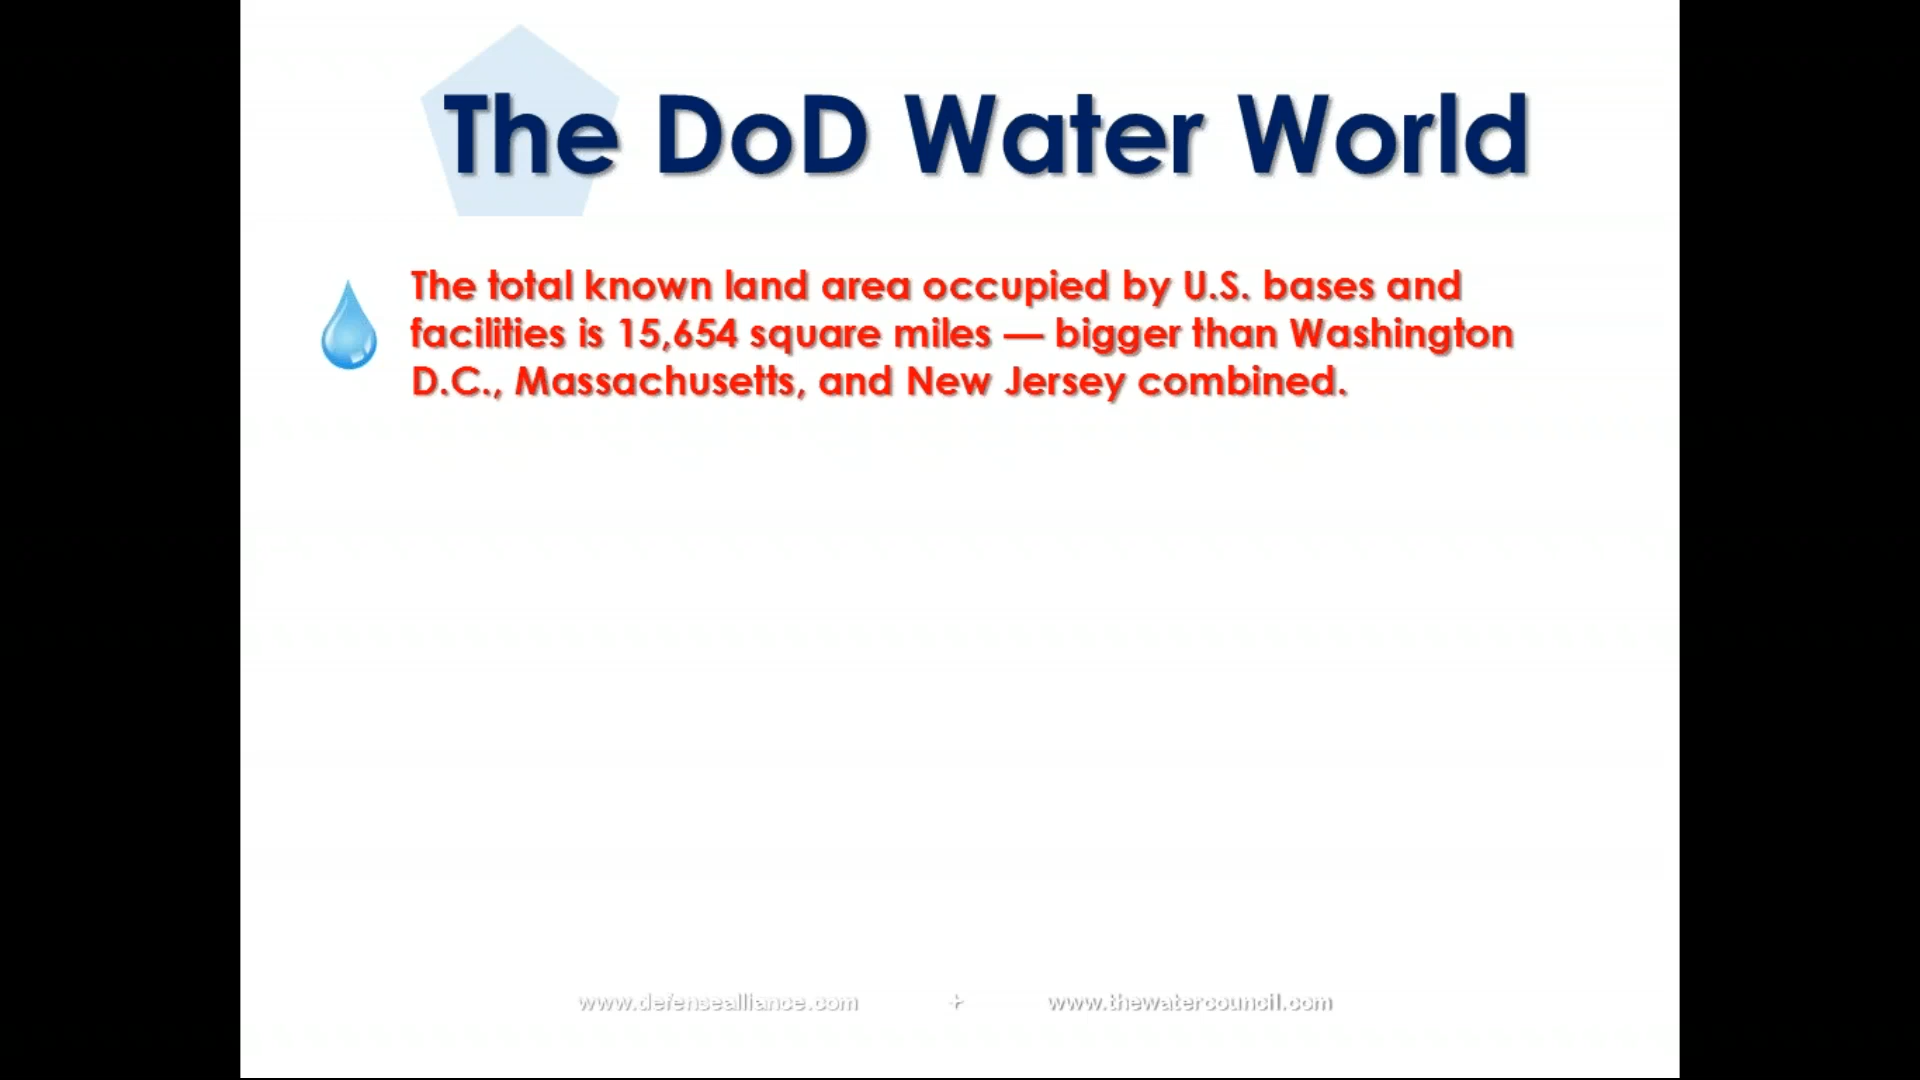 The DoD Water World
The total known land area occupied by U.S. bases and
facilities is 15,654 square miles — bigger than Washington
D.C., Massachusetts, and New Jersey combined.
www.defensealliance.com + www.thewatercouncil.com